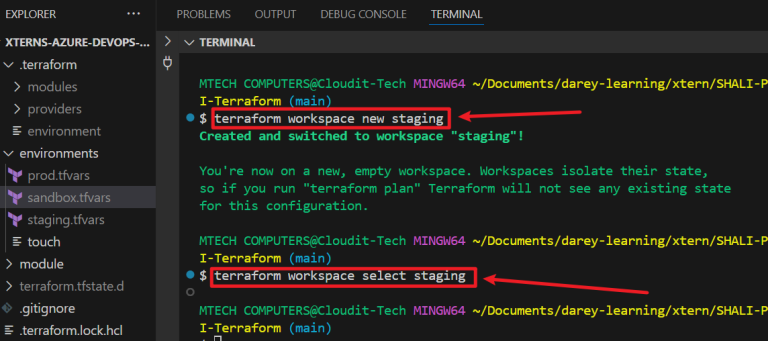 EXPLORER
XTERNS-AZURE-DEVOPS-...
.terraform
modules
providers
environment
environments
prod.tfvars
sandbox.tfvars
staging.tfvars
touch
module
terraform.tfstate.d
.gitignore
.terraform.lock.hcl
PROBLEMS OUTPUT DEBUG CONSOLE TERMINAL
TERMINAL
MTECH COMPUTERS@Cloudit-Tech MINGW64 ~/Documents/darey-learning/xtern/SHALI-P
I-Terraform (main)
$ terraform workspace new staging
Created and switched to workspace "staging"!
You're now on a new, empty workspace. Workspaces isolate their state,
so if you run "terraform plan" Terraform will not see any existing state
for this configuration.
MTECH COMPUTERS@Cloudit-Tech MINGW64 ~/Documents/darey-learning/xtern/SHALI-P
I-Terraform (main)
$ terraform workspace select staging
MTECH COMPUTERS@Cloudit-Tech MINGW64 ~/Documents/darey-learning/xtern/SHALI-P
I-Terraform (main)